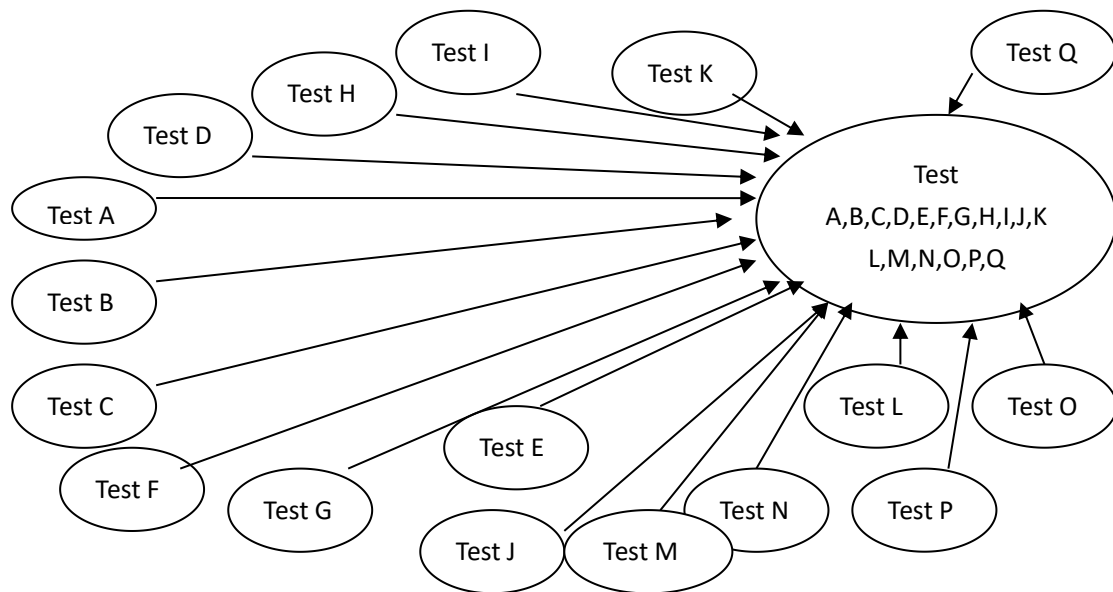 Test I
Test K
Test Q
Test H
Test D
Test
A,B,C,D,E,F,G,H,I,J,K
L,M,N,O,P,Q
Test A
Test B
Test C
Test L
Test O
Test E
Test F
Test G
Test N
Test P
Test J
Test M